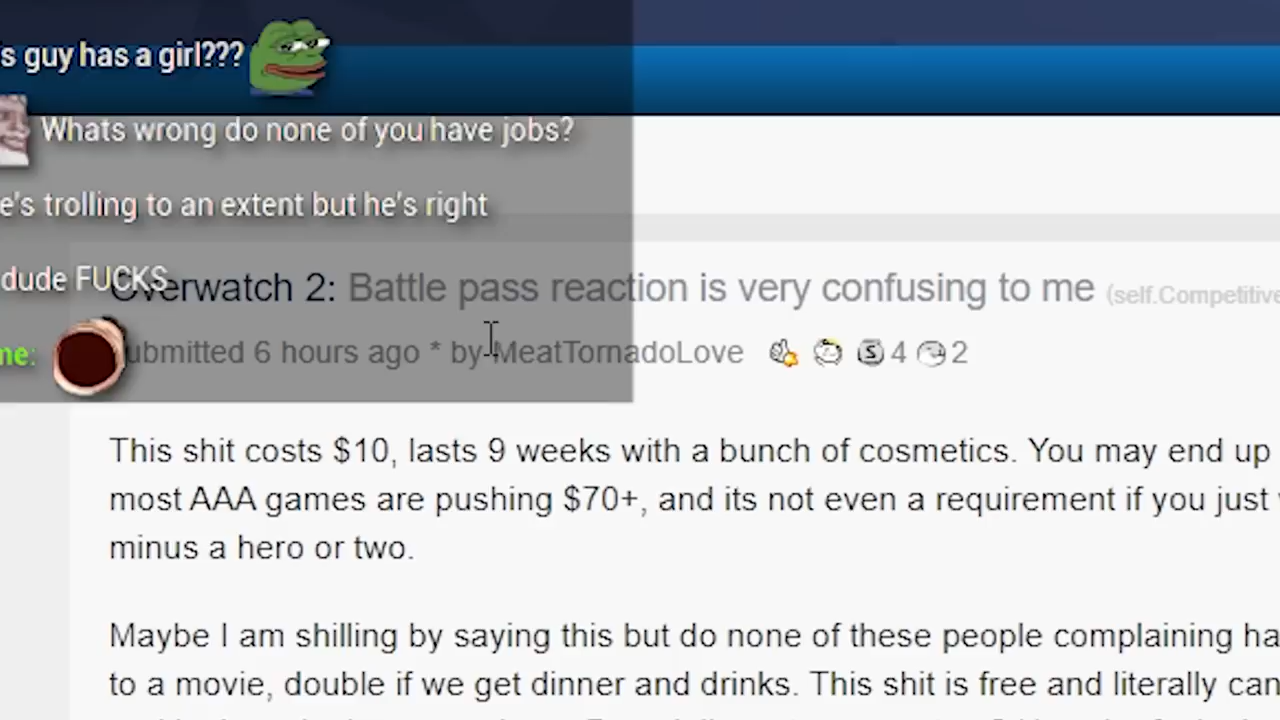 s guy has a girl???
Whats wrong do none of you have jobs?
e's trolling to an extent but he's right
dude FUCKS
Overwatch 2: Battle pass reaction is very confusing to me (self.Competitive
ubmitted 6 hours ago * by MeatTornadoLove 4 2
me:
This shit costs $10, lasts 9 weeks with a bunch of cosmetics. You may end up
most AAA games are pushing $70+, and its not even a requirement if you just
minus a hero or two.
Maybe I am shilling by saying this but do none of these people complaining ha
to a movie, double if we get dinner and drinks. This shit is free and literally can